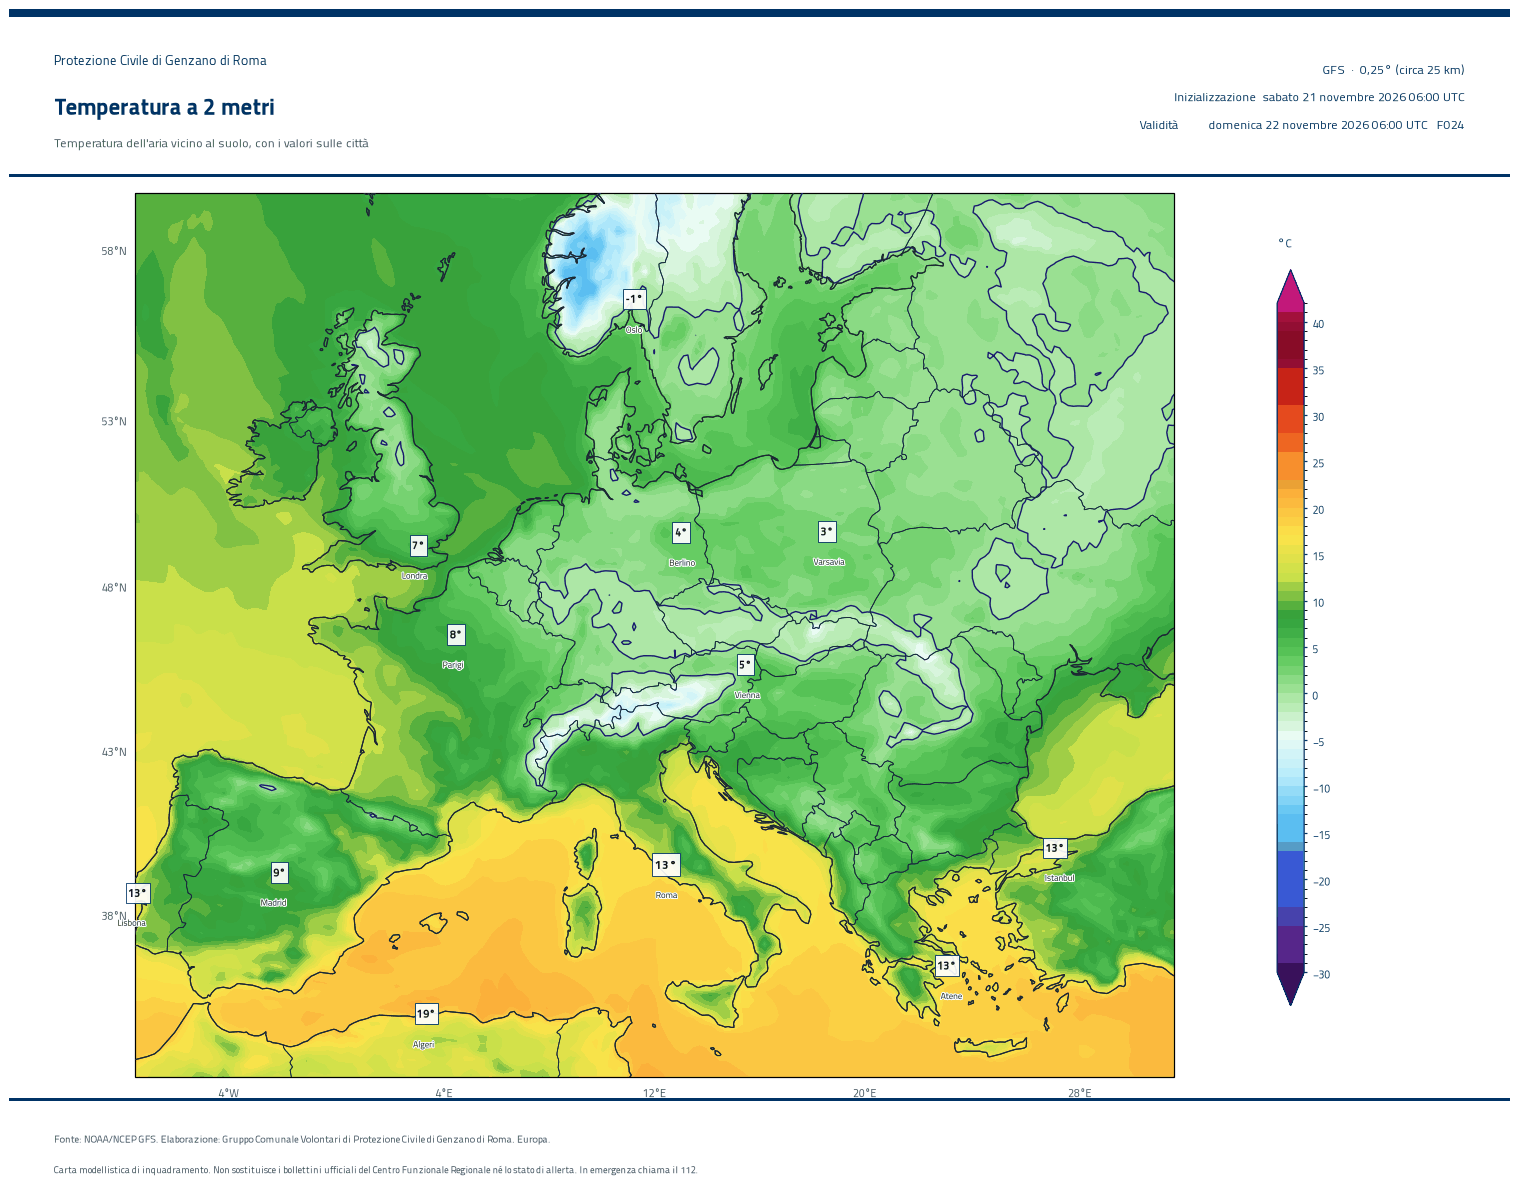 Protezione Civile di Genzano di Roma
Temperatura a 2 metri
Temperatura dell'aria vicino al suolo, con i valori sulle città
GFS · 0,25° (circa 25 km)
Inizializzazione sabato 21 novembre 2026 06:00 UTC
Validità domenica 22 novembre 2026 06:00 UTC F024
58°N
53°N
48°N
43°N
38°N
4°W
4°E
12°E
20°E
28°E
-1°
Oslo
7°
Londra
4°
Berlino
3°
Varsavia
8°
Parigi
5°
Vienna
9°
Madrid
13°
Lisbona
13°
Roma
13°
Istanbul
13°
Atene
19°
Algeri
°C
40
35
30
25
20
15
10
5
0
−5
−10
−15
−20
−25
−30
Fonte: NOAA/NCEP GFS. Elaborazione: Gruppo Comunale Volontari di Protezione Civile di Genzano di Roma. Europa.
Carta modellistica di inquadramento. Non sostituisce i bollettini ufficiali del Centro Funzionale Regionale né lo stato di allerta. In emergenza chiama il 112.